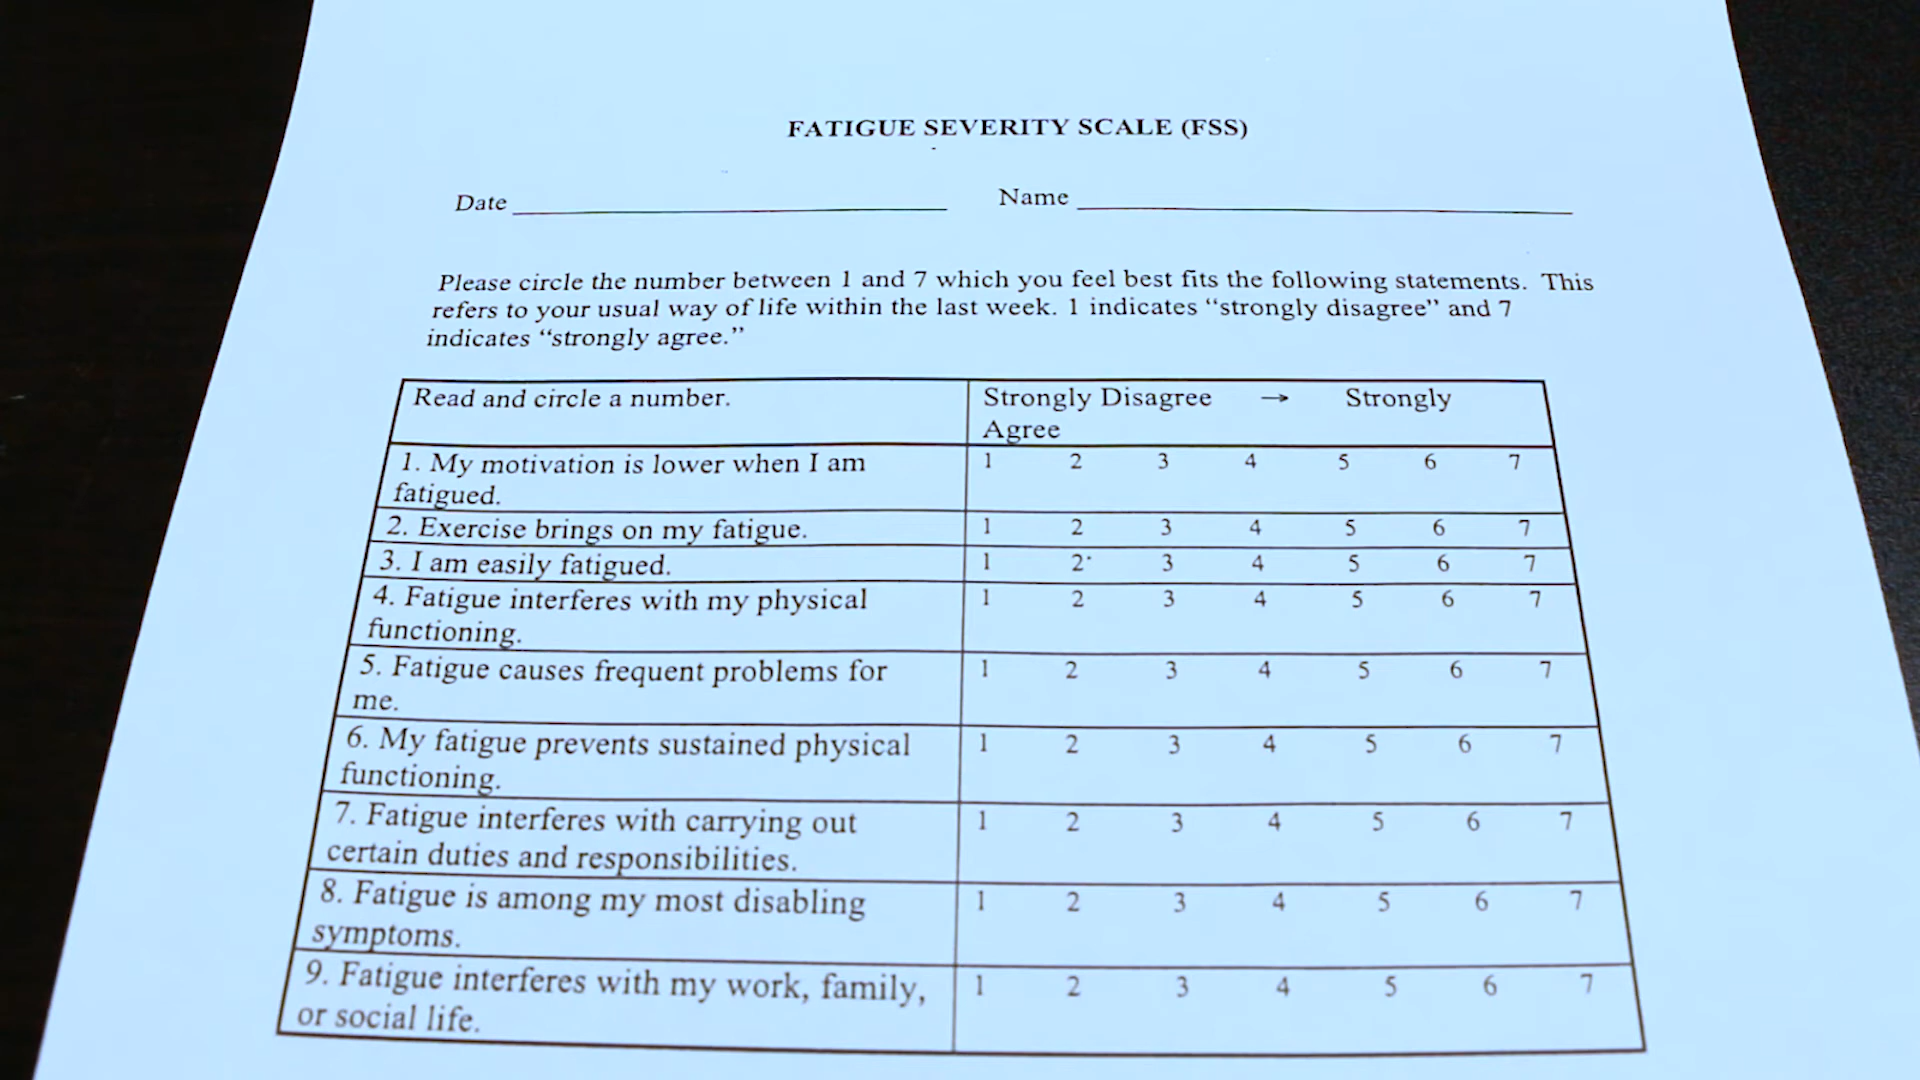 FATIGUE SEVERITY SCALE (FSS)
Date Name
Please circle the number between 1 and 7 which you feel best fits the following statements. This
refers to your usual way of life within the last week. 1 indicates “strongly disagree” and 7
indicates “strongly agree.”
Read and circle a number. Strongly Disagree → Strongly
Agree
1. My motivation is lower when I am 1 2 3 4 5 6 7
fatigued.
2. Exercise brings on my fatigue. 1 2 3 4 5 6 7
3. I am easily fatigued. 1 2 3 4 5 6 7
4. Fatigue interferes with my physical 1 2 3 4 5 6 7
functioning.
5. Fatigue causes frequent problems for 1 2 3 4 5 6 7
me.
6. My fatigue prevents sustained physical 1 2 3 4 5 6 7
functioning.
7. Fatigue interferes with carrying out 1 2 3 4 5 6 7
certain duties and responsibilities.
8. Fatigue is among my most disabling 1 2 3 4 5 6 7
symptoms.
9. Fatigue interferes with my work, family, 1 2 3 4 5 6 7
or social life.